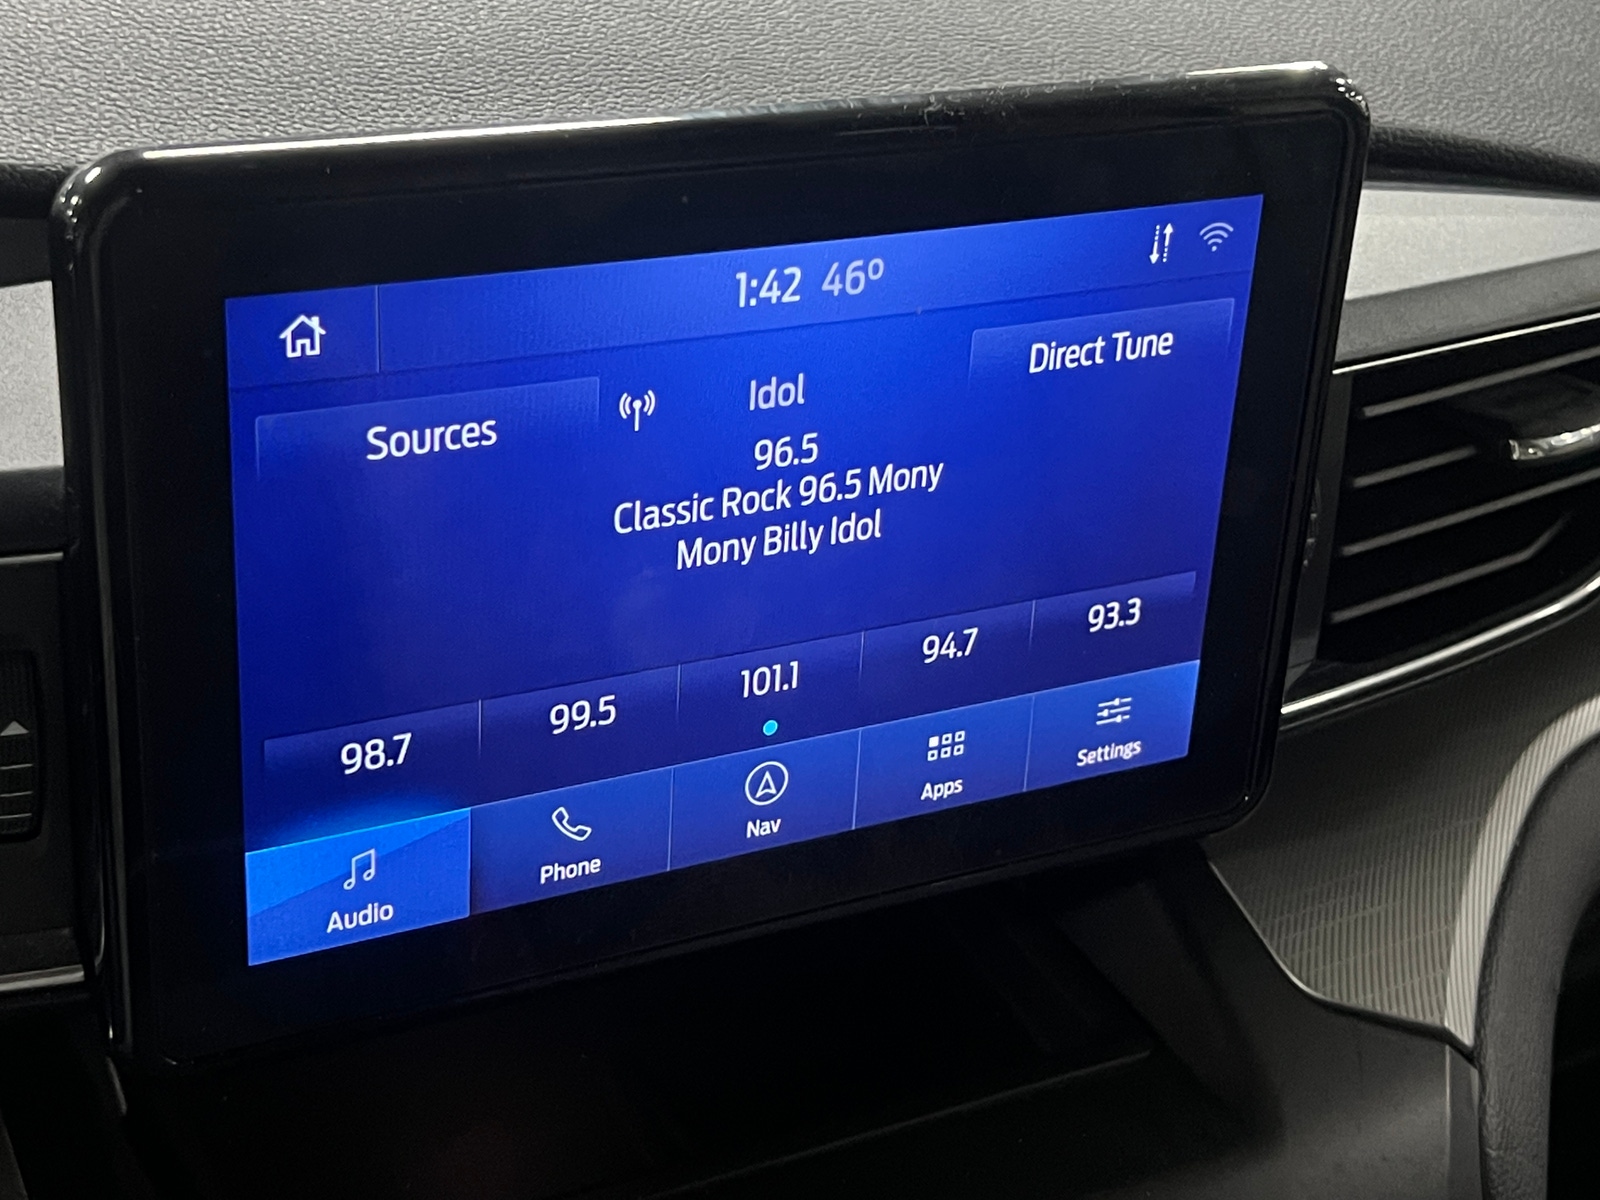 1:42 46°
Direct Tune
Sources
Idol
96.5
Classic Rock 96.5 Mony
Mony Billy Idol
98.7
99.5
101.1
94.7
93.3
Audio
Phone
Nav
Apps
Settings